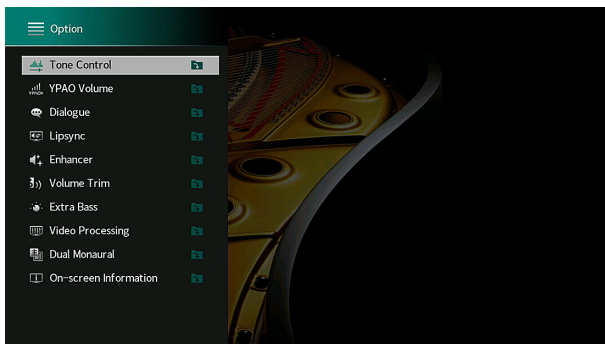 Option
Tone Control
YPAO Volume
Dialogue
Lipsync
Enhancer
Volume Trim
Extra Bass
Video Processing
Dual Monaural
On-screen Information